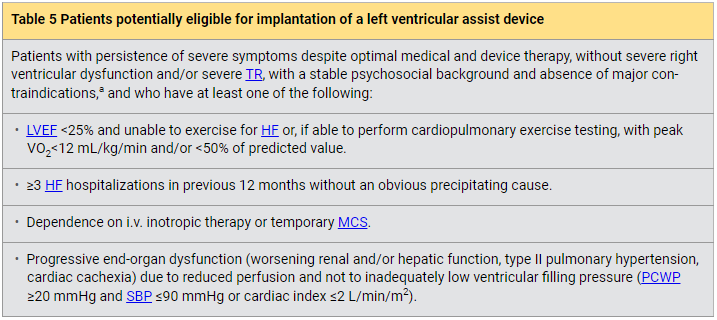 Table 5 Patients potentially eligible for implantation of a left ventricular assist device
Patients with persistence of severe symptoms despite optimal medical and device therapy, without severe right
ventricular dysfunction and/or severe TR, with a stable psychosocial background and absence of major con-
traindications,ᵃ and who have at least one of the following:
• LVEF <25% and unable to exercise for HF or, if able to perform cardiopulmonary exercise testing, with peak
VO₂<12 mL/kg/min and/or <50% of predicted value.
• ≥3 HF hospitalizations in previous 12 months without an obvious precipitating cause.
• Dependence on i.v. inotropic therapy or temporary MCS.
• Progressive end-organ dysfunction (worsening renal and/or hepatic function, type II pulmonary hypertension,
cardiac cachexia) due to reduced perfusion and not to inadequately low ventricular filling pressure (PCWP
≥20 mmHg and SBP ≤90 mmHg or cardiac index ≤2 L/min/m²).